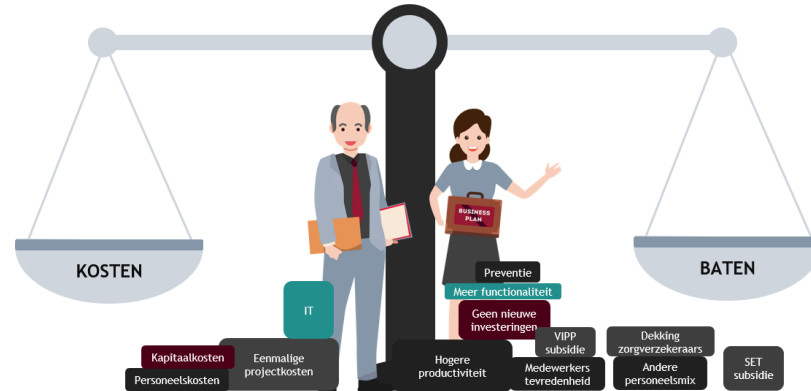 KOSTEN
BATEN
BUSINESS
PLAN
IT
Kapitaalkosten
Personeelskosten
Eenmalige
projectkosten
Preventie
Meer functionaliteit
Geen nieuwe
investeringen
Hogere
productiviteit
VIPP
subsidie
Medewerkers
tevredenheid
Dekking
zorgverzekeraars
Andere
personeelsmix
SET
subsidie